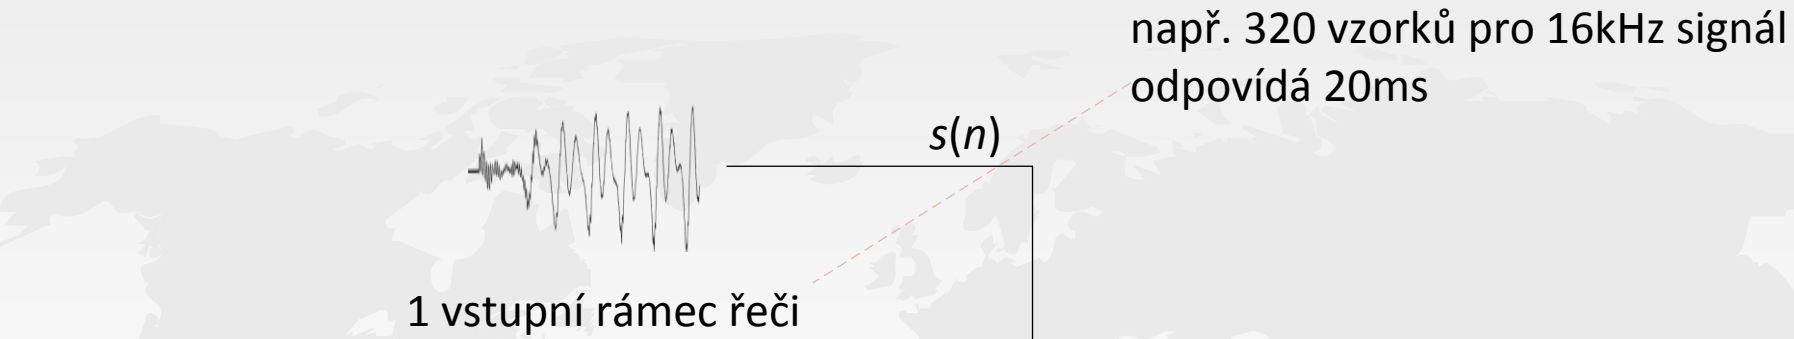 např. 320 vzorků pro 16kHz signál
odpovídá 20ms
s(n)
1 vstupní rámec řeči